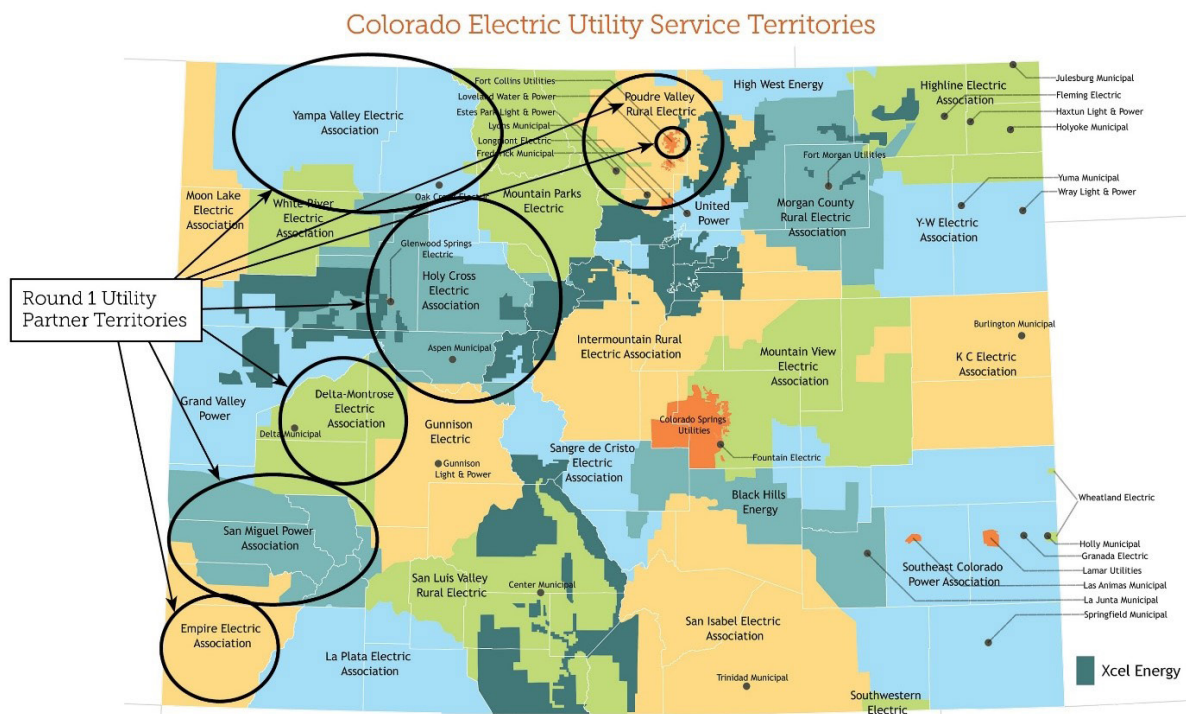 Colorado Electric Utility Service Territories
Fort Collins Utilities
Loveland Water & Power
Estes Park Light & Power
Lyons Municipal
Longmont Electric
Frederick Municipal
Poudre Valley
Rural Electric
High West Energy
Highline Electric
Association
Julesburg Municipal
Fleming Electric
Haxtun Light & Power
Holyoke Municipal
Yampa Valley Electric
Association
Fort Morgan Utilities
Yuma Municipal
Wray Light & Power
Moon Lake
Electric
Association
White River
Electric
Association
Mountain Parks
Electric
United
Power
Morgan County
Rural Electric
Association
Y-W Electric
Association
Glenwood Springs
Electric
Holy Cross
Electric
Association
Round 1 Utility
Partner Territories
Aspen Municipal
Intermountain Rural
Electric Association
Mountain View
Electric
Association
Burlington Municipal
K C Electric
Association
Grand Valley
Power
Delta-Montrose
Electric
Association
Delta Municipal
Gunnison
Electric
Gunnison
Light & Power
Colorado Springs
Utilities
Fountain Electric
Sangre de Cristo
Electric
Association
Black Hills
Energy
Wheatland Electric
San Miguel Power
Association
Southeast Colorado
Power Association
Holly Municipal
Granada Electric
Lamar Utilities
Las Animas Municipal
La Junta Municipal
Springfield Municipal
San Luis Valley
Rural Electric
Center Municipal
San Isabel Electric
Association
Empire Electric
Association
La Plata Electric
Association
Trinidad Municipal
Southwestern
Electric
Xcel Energy